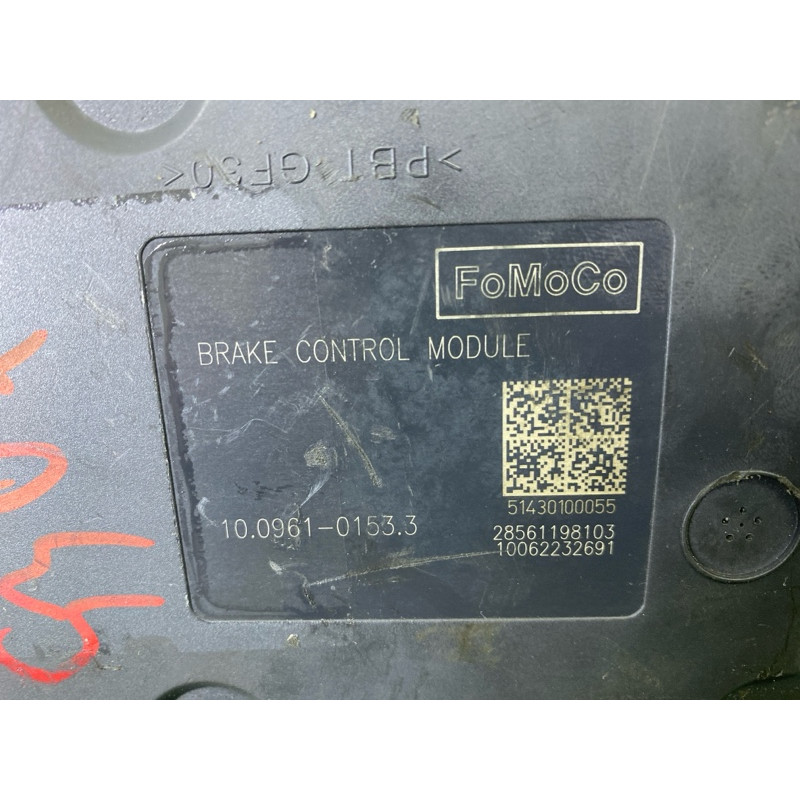 >PBT-GF30<
FoMoCo
BRAKE CONTROL MODULE
51430100055
10.0961-0153.3
28561198103
10062232691